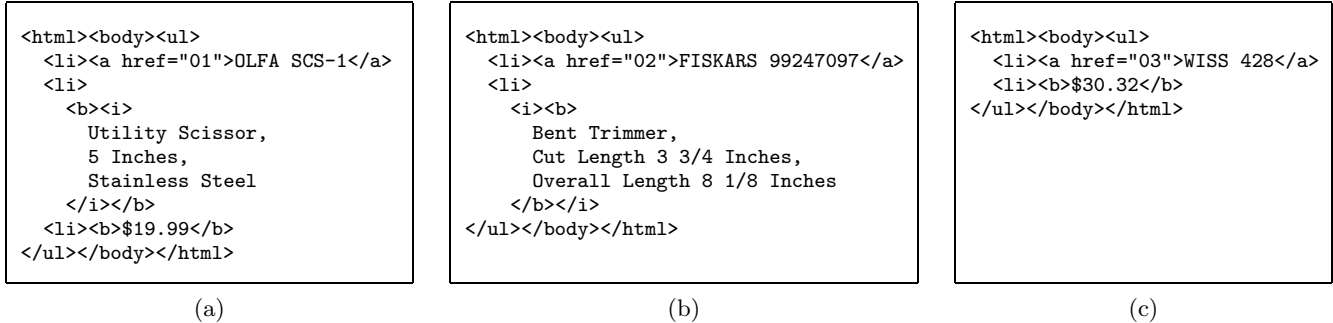 <html><body><ul>
<li><a href="01">OLFA SCS-1</a>
<li>
<b><i>
Utility Scissor,
5 Inches,
Stainless Steel
</i></b>
<li><b>$19.99</b>
</ul></body></html>
(a)
<html><body><ul>
<li><a href="02">FISKARS 99247097</a>
<li>
<i><b>
Bent Trimmer,
Cut Length 3 3/4 Inches,
Overall Length 8 1/8 Inches
</b></i>
</ul></body></html>
(b)
<html><body><ul>
<li><a href="03">WISS 428</a>
<li><b>$30.32</b>
</ul></body></html>
(c)